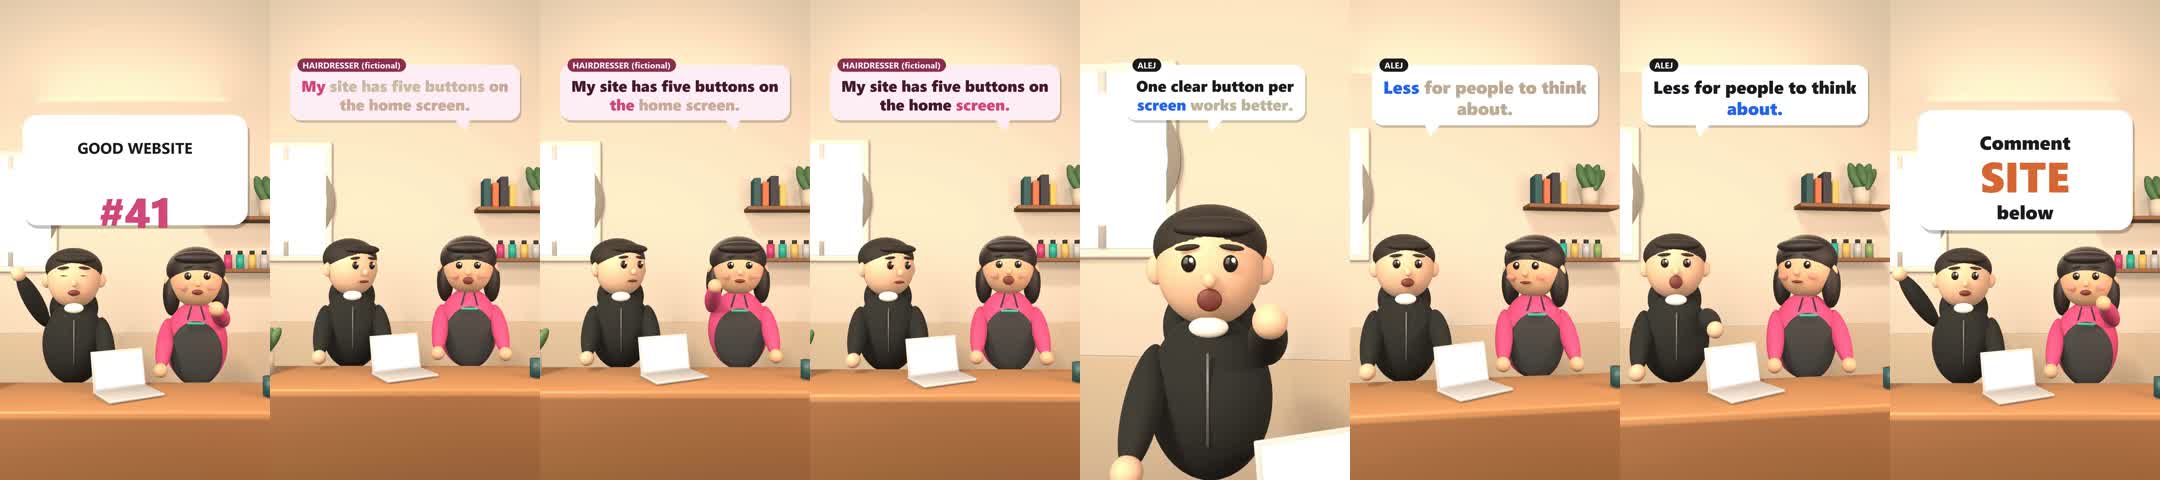 GOOD WEBSITE
#41
HAIRDRESSER (fictional)
My site has five buttons on
the home screen.
HAIRDRESSER (fictional)
My site has five buttons on
the home screen.
HAIRDRESSER (fictional)
My site has five buttons on
the home screen.
ALEJ
One clear button per
screen works better.
ALEJ
Less for people to think
about.
ALEJ
Less for people to think
about.
Comment
SITE
below